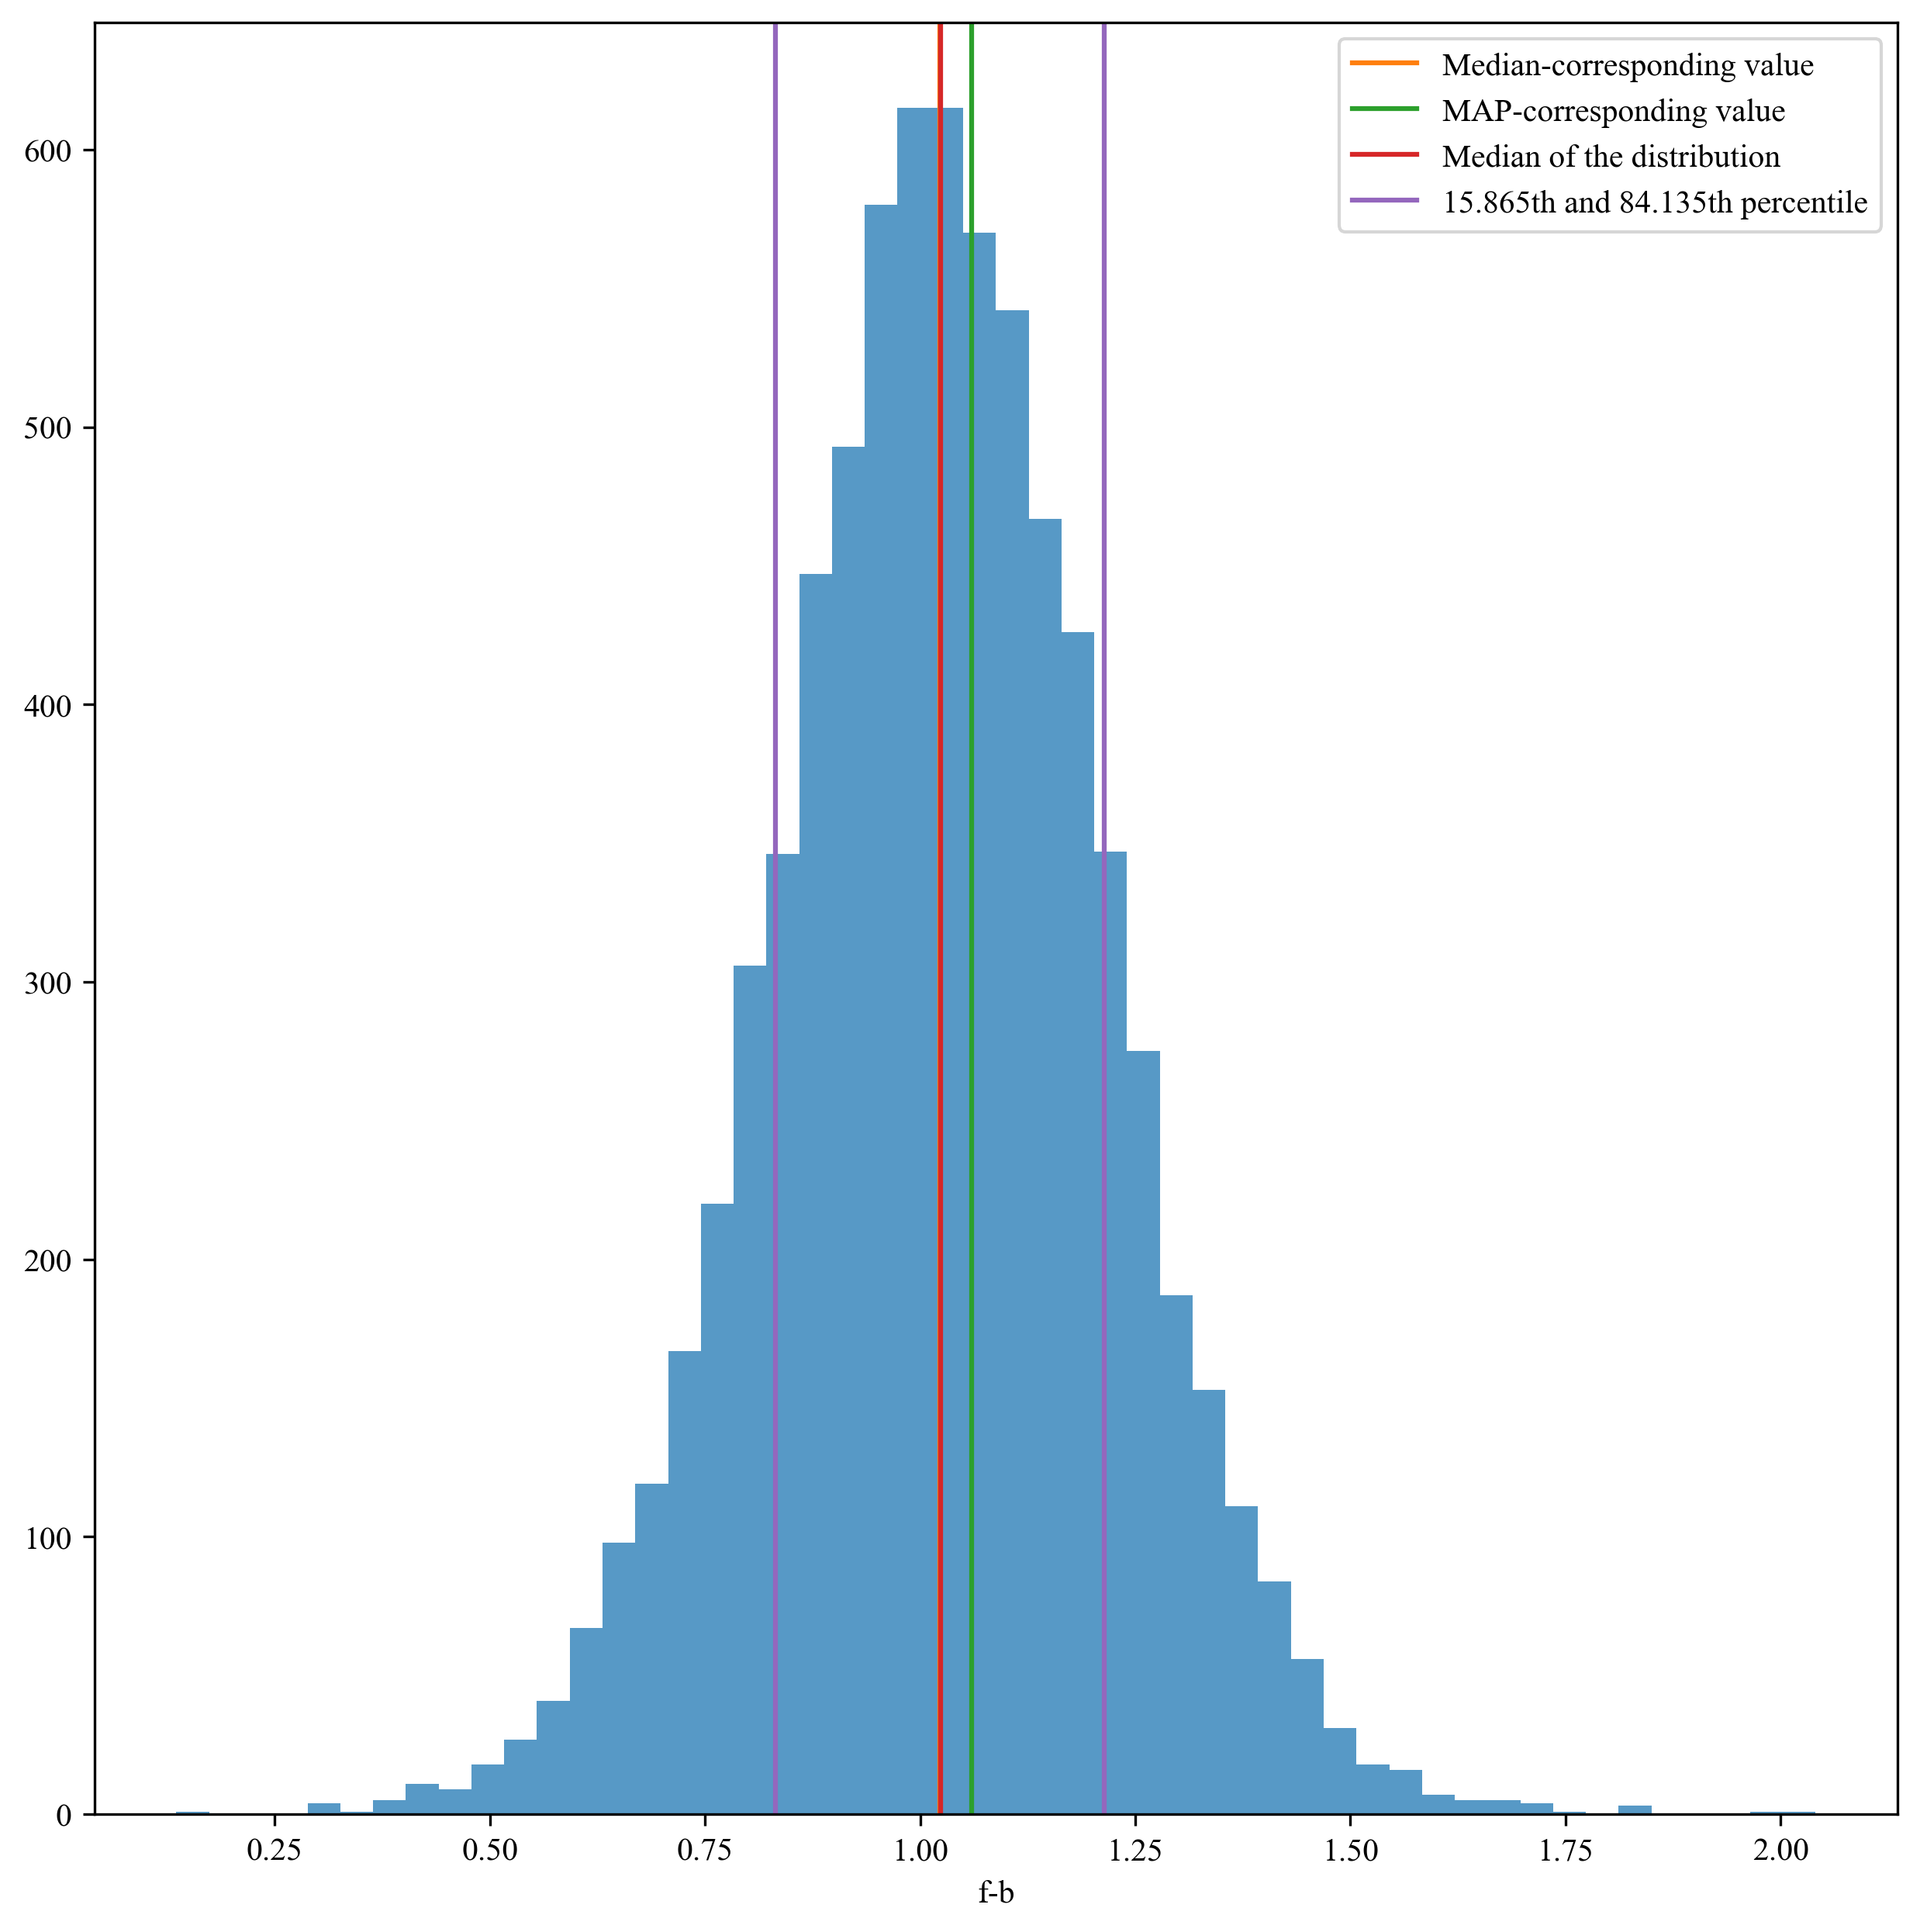 Median-corresponding value
MAP-corresponding value
Median of the distribution
15.865th and 84.135th percentile
600
500
400
300
200
100
0
0.25 0.50 0.75 1.00 1.25 1.50 1.75 2.00
f-b